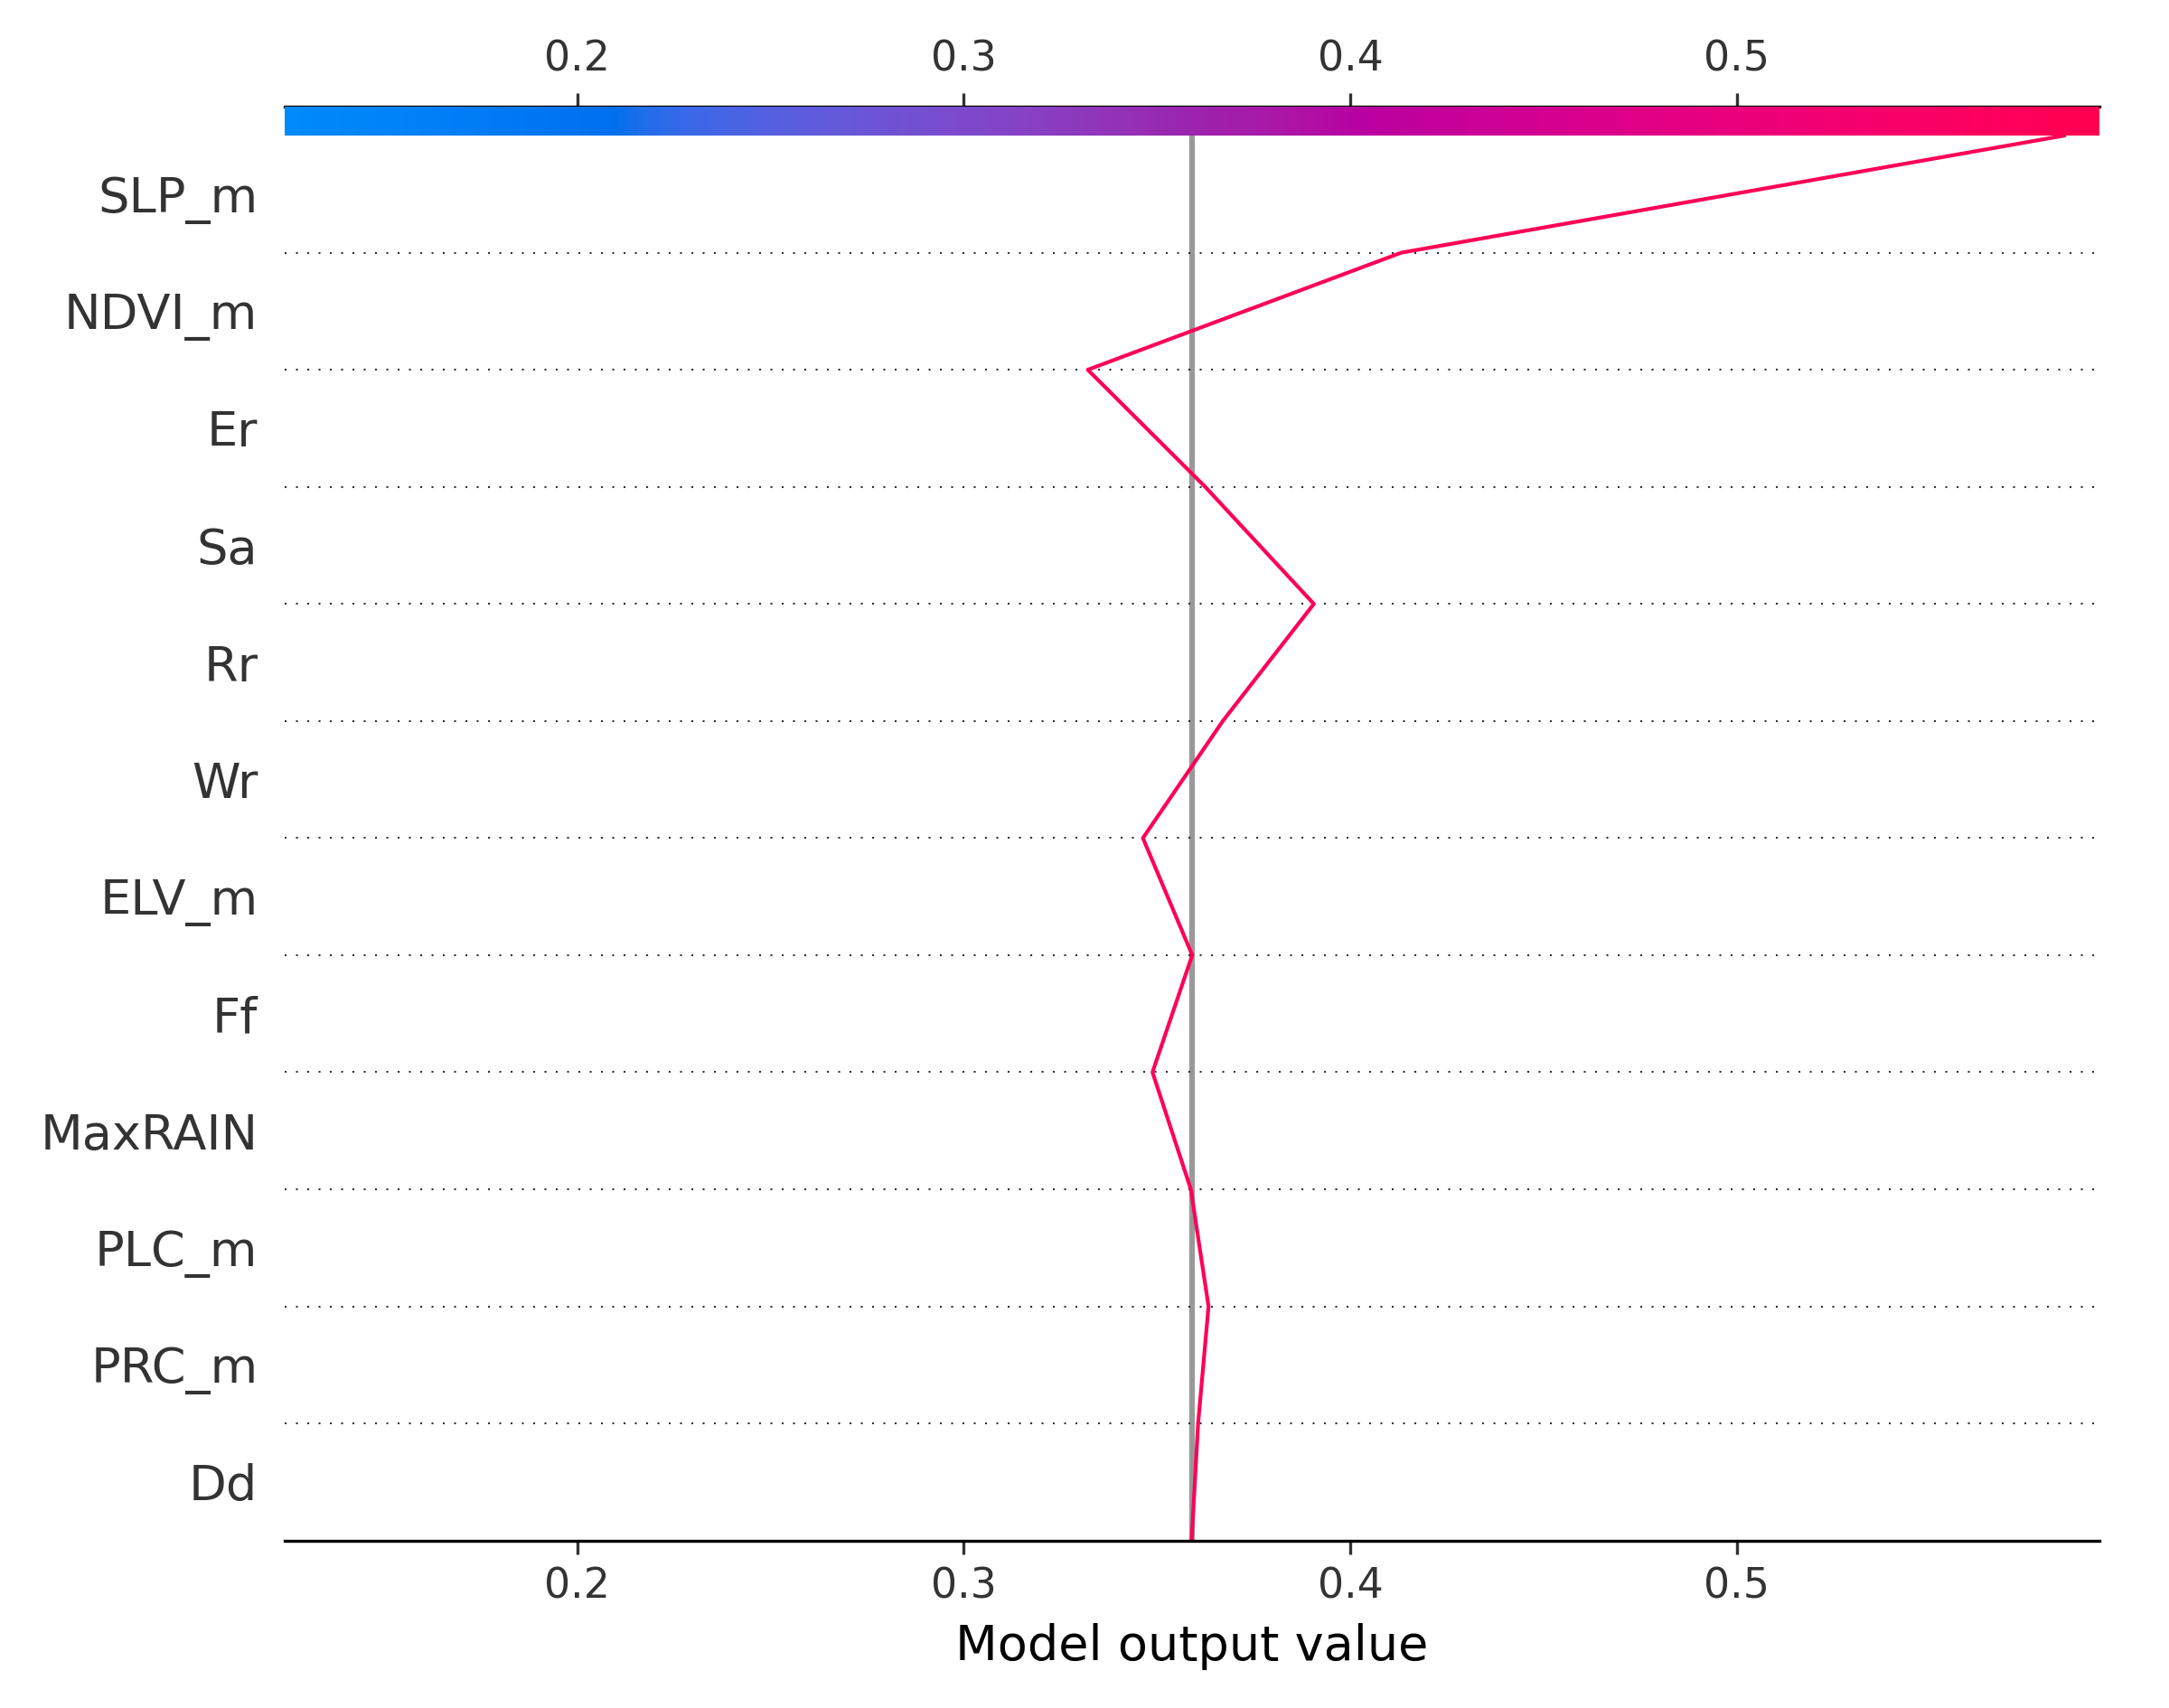 0.2 0.3 0.4 0.5
SLP_m
NDVI_m
Er
Sa
Rr
Wr
ELV_m
Ff
MaxRAIN
PLC_m
PRC_m
Dd
0.2 0.3 0.4 0.5
Model output value